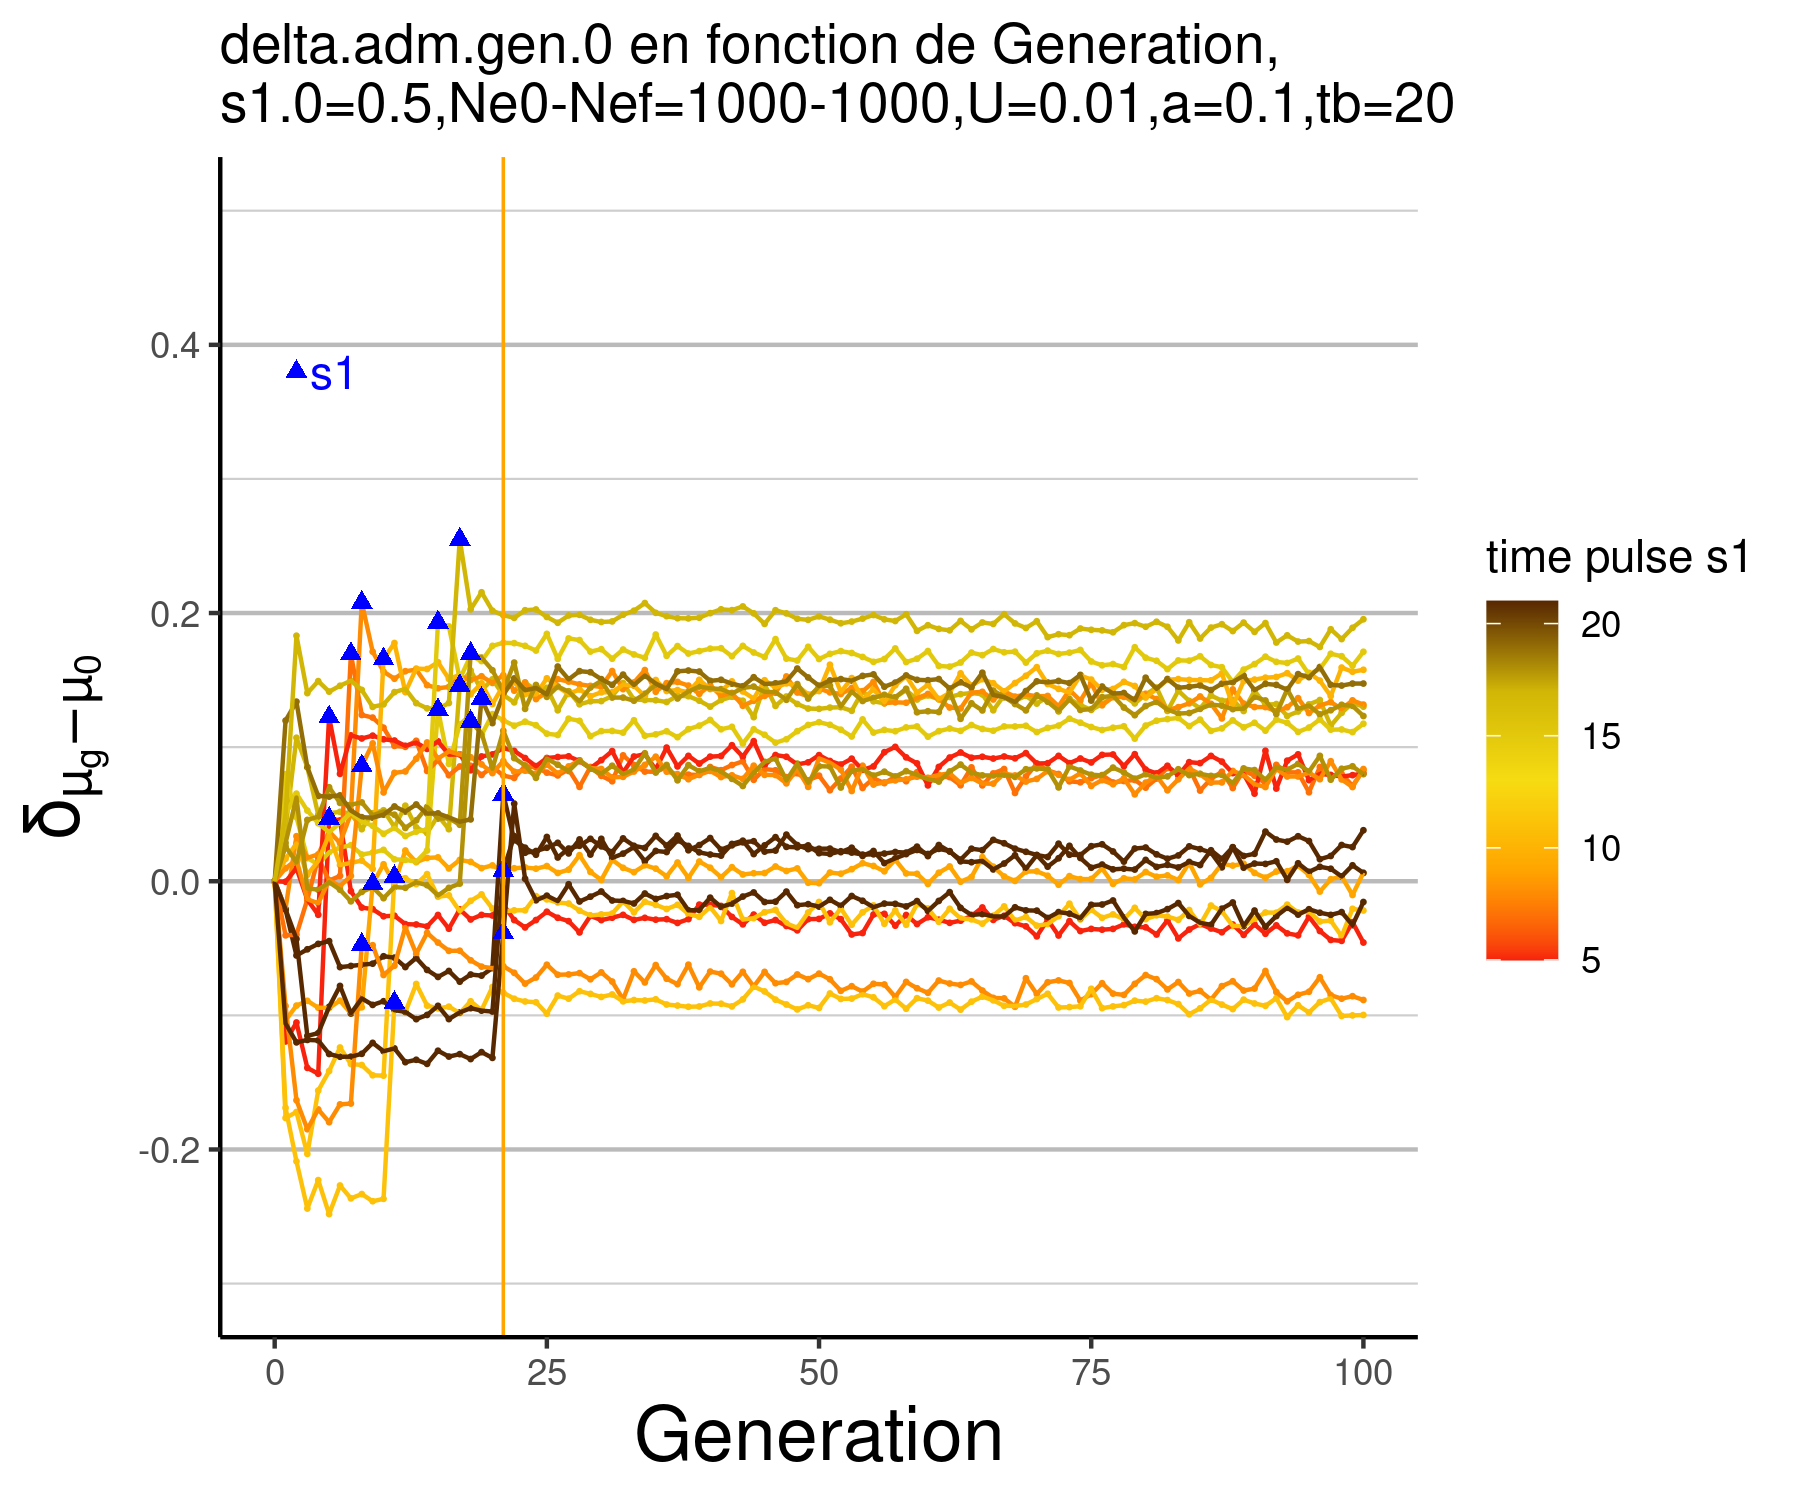 delta.adm.gen.0 en fonction de Generation,
s1.0=0.5,Ne0-Nef=1000-1000,U=0.01,a=0.1,tb=20
0.4
s1
0.2
0.0
-0.2
δμg−μ0
0
25
50
75
100
Generation
time pulse s1
20
15
10
5